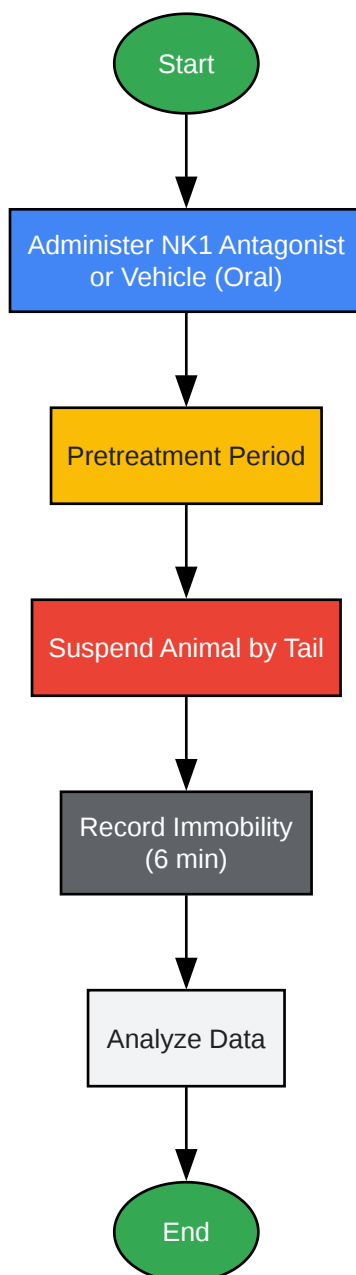 Start
Administer NK1 Antagonist
or Vehicle (Oral)
Pretreatment Period
Suspend Animal by Tail
Record Immobility
(6 min)
Analyze Data
End